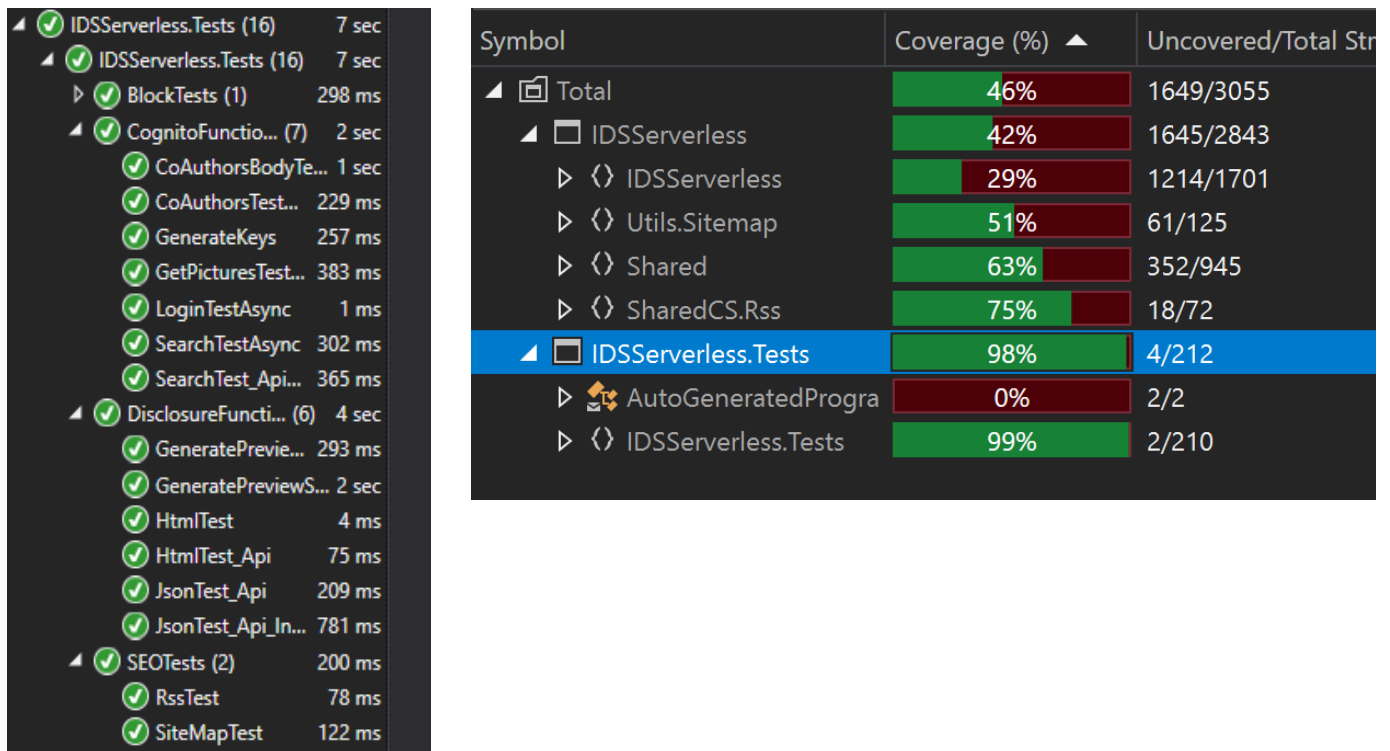 IDSServerless.Tests (16) 7 sec
IDSServerless.Tests (16) 7 sec
BlockTests (1) 298 ms
CognitoFunctio... (7) 2 sec
CoAuthorsBodyTe... 1 sec
CoAuthorsTest... 229 ms
GenerateKeys 257 ms
GetPicturesTest... 383 ms
LoginTestAsync 1 ms
SearchTestAsync 302 ms
SearchTest_Api... 365 ms
DisclosureFuncti... (6) 4 sec
GeneratePrevie... 293 ms
GeneratePreviewS... 2 sec
HtmlTest 4 ms
HtmlTest_Api 75 ms
JsonTest_Api 209 ms
JsonTest_Api_In... 781 ms
SEOTests (2) 200 ms
RssTest 78 ms
SiteMapTest 122 ms
Symbol Coverage (%) Uncovered/Total Str
Total 46% 1649/3055
IDSServerless 42% 1645/2843
IDSServerless 29% 1214/1701
Utils.Sitemap 51% 61/125
Shared 63% 352/945
SharedCS.Rss 75% 18/72
IDSServerless.Tests 98% 4/212
AutoGeneratedProgra 0% 2/2
IDSServerless.Tests 99% 2/210